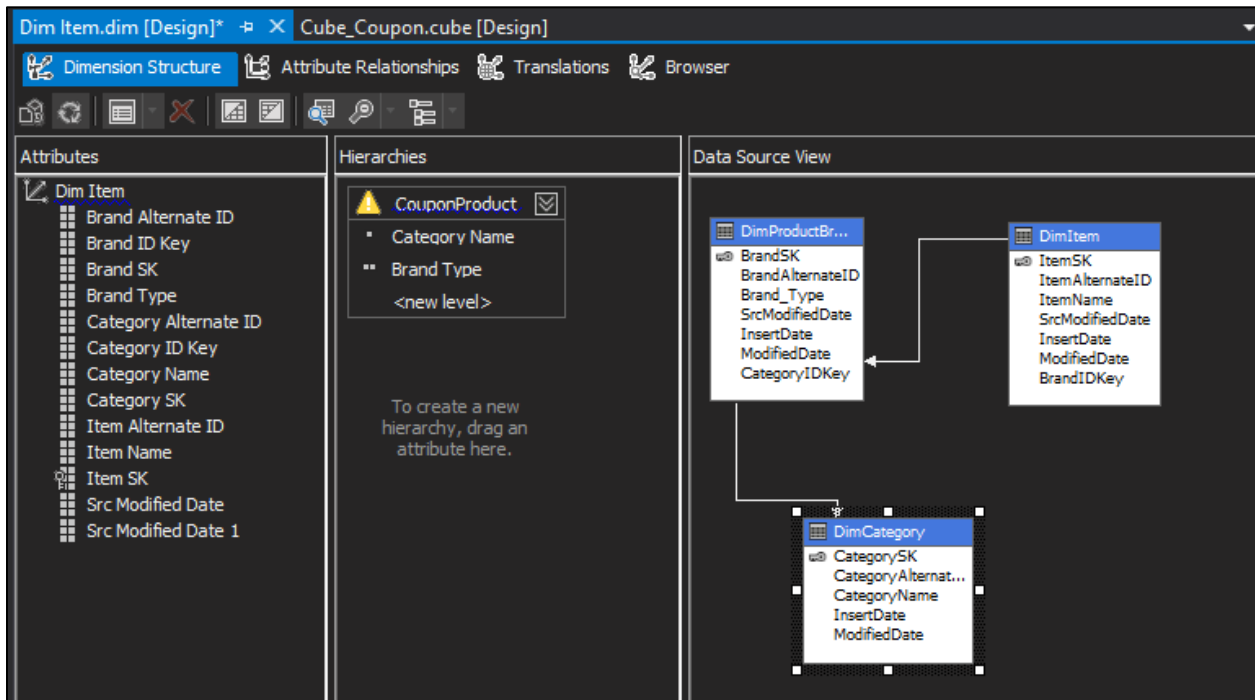 Dim Item.dim [Design]* Cube_Coupon.cube [Design]
Dimension Structure Attribute Relationships Translations Browser
Attributes
Dim Item
Brand Alternate ID
Brand ID Key
Brand SK
Brand Type
Category Alternate ID
Category ID Key
Category Name
Category SK
Item Alternate ID
Item Name
Item SK
Src Modified Date
Src Modified Date 1
Hierarchies
CouponProduct
Category Name
Brand Type
<new level>
To create a new
hierarchy, drag an
attribute here.
Data Source View
DimProductBr...
BrandSK
BrandAlternateID
Brand_Type
SrcModifiedDate
InsertDate
ModifiedDate
CategoryIDKey
DimItem
ItemSK
ItemAlternateID
ItemName
SrcModifiedDate
InsertDate
ModifiedDate
BrandIDKey
DimCategory
CategorySK
CategoryAlternat...
CategoryName
InsertDate
ModifiedDate